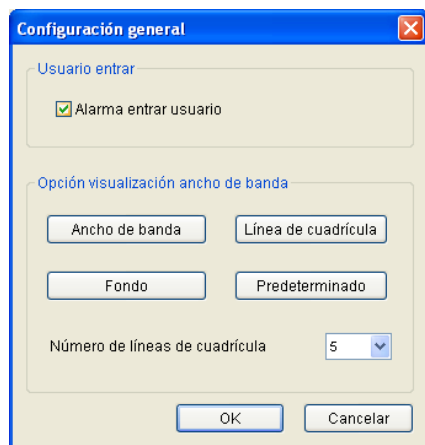 Configuración general
Usuario entrar
Alarma entrar usuario
Opción visualización ancho de banda
Ancho de banda
Línea de cuadrícula
Fondo
Predeterminado
Número de líneas de cuadrícula
5
OK
Cancelar